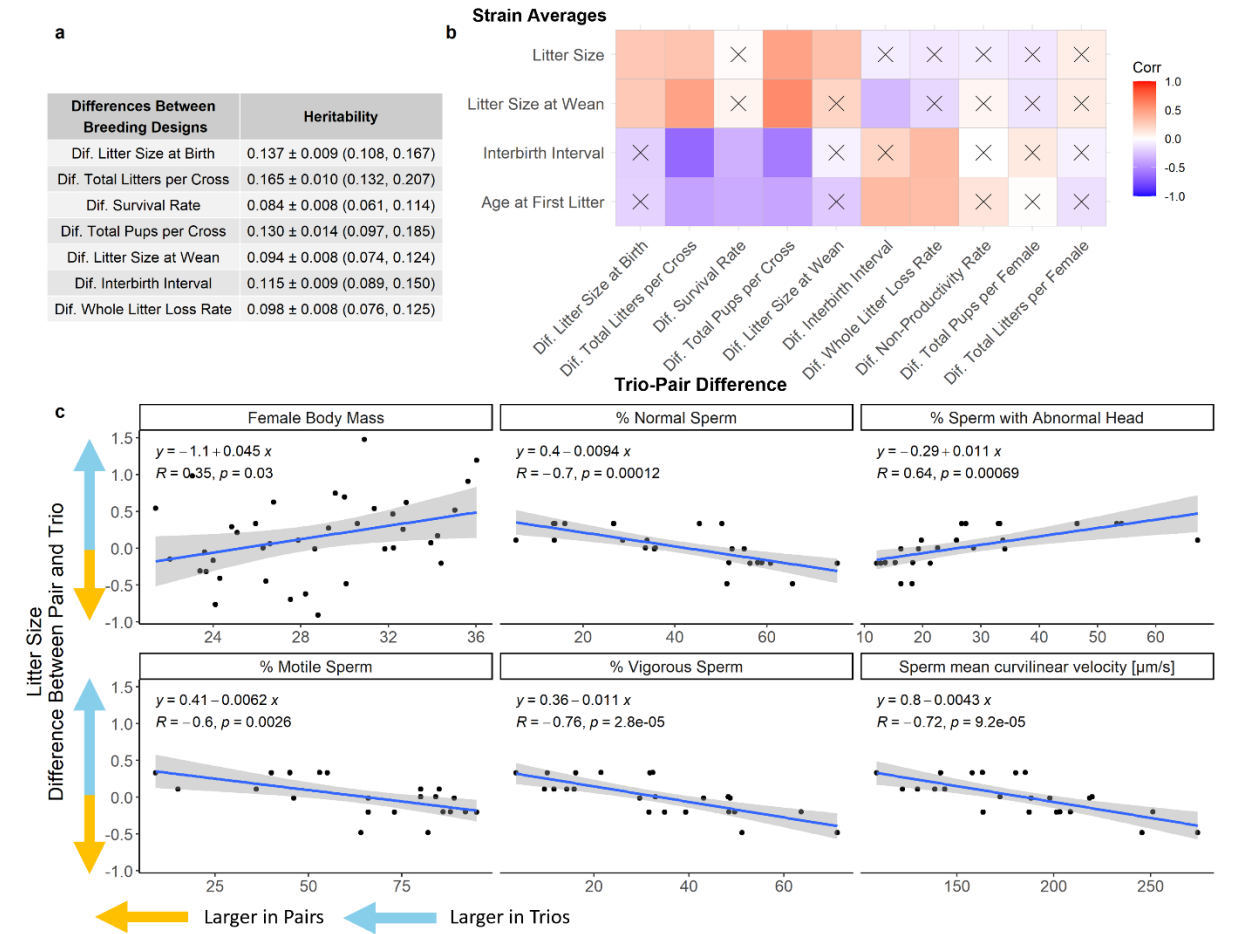 a
Differences Between
Breeding Designs
Heritability
Dif. Litter Size at Birth 0.137 ± 0.009 (0.108, 0.167)
Dif. Total Litters per Cross 0.165 ± 0.010 (0.132, 0.207)
Dif. Survival Rate 0.084 ± 0.008 (0.061, 0.114)
Dif. Total Pups per Cross 0.130 ± 0.014 (0.097, 0.185)
Dif. Litter Size at Wean 0.094 ± 0.008 (0.074, 0.124)
Dif. Interbirth Interval 0.115 ± 0.009 (0.089, 0.150)
Dif. Whole Litter Loss Rate 0.098 ± 0.008 (0.076, 0.125)
b
Strain Averages
Litter Size
Litter Size at Wean
Interbirth Interval
Age at First Litter
Dif. Litter Size at Birth
Dif. Total Litters per Cross
Dif. Survival Rate
Dif. Total Pups per Cross
Dif. Litter Size at Wean
Dif. Interbirth Interval
Dif. Whole Litter Loss Rate
Dif. Non-Productivity Rate
Dif. Total Pups per Female
Dif. Total Litters per Female
Trio-Pair Difference
Corr
1.0
0.5
0.0
-0.5
-1.0
c
Litter Size
Difference Between Pair and Trio
Female Body Mass
y = −1.1 + 0.045 x
R = 0.35, p = 0.03
1.5
1.0
0.5
0.0
-0.5
-1.0
24 28 32 36
% Normal Sperm
y = 0.4 − 0.0094 x
R = −0.7, p = 0.00012
20 40 60
% Sperm with Abnormal Head
y = −0.29 + 0.011 x
R = 0.64, p = 0.00069
10 20 30 40 50 60
% Motile Sperm
y = 0.41 − 0.0062 x
R = −0.6, p = 0.0026
1.5
1.0
0.5
0.0
-0.5
-1.0
25 50 75
% Vigorous Sperm
y = 0.36 − 0.011 x
R = −0.76, p = 2.8e-05
20 40 60
Sperm mean curvilinear velocity [µm/s]
y = 0.8 − 0.0043 x
R = −0.72, p = 9.2e-05
150 200 250
Larger in Pairs
Larger in Trios